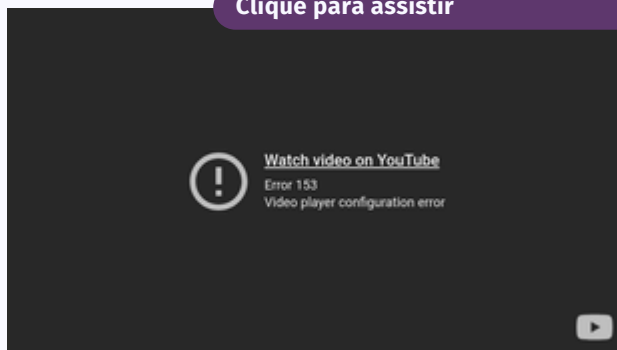 Clique para assistir
Watch video on YouTube
Error 153
Video player configuration error